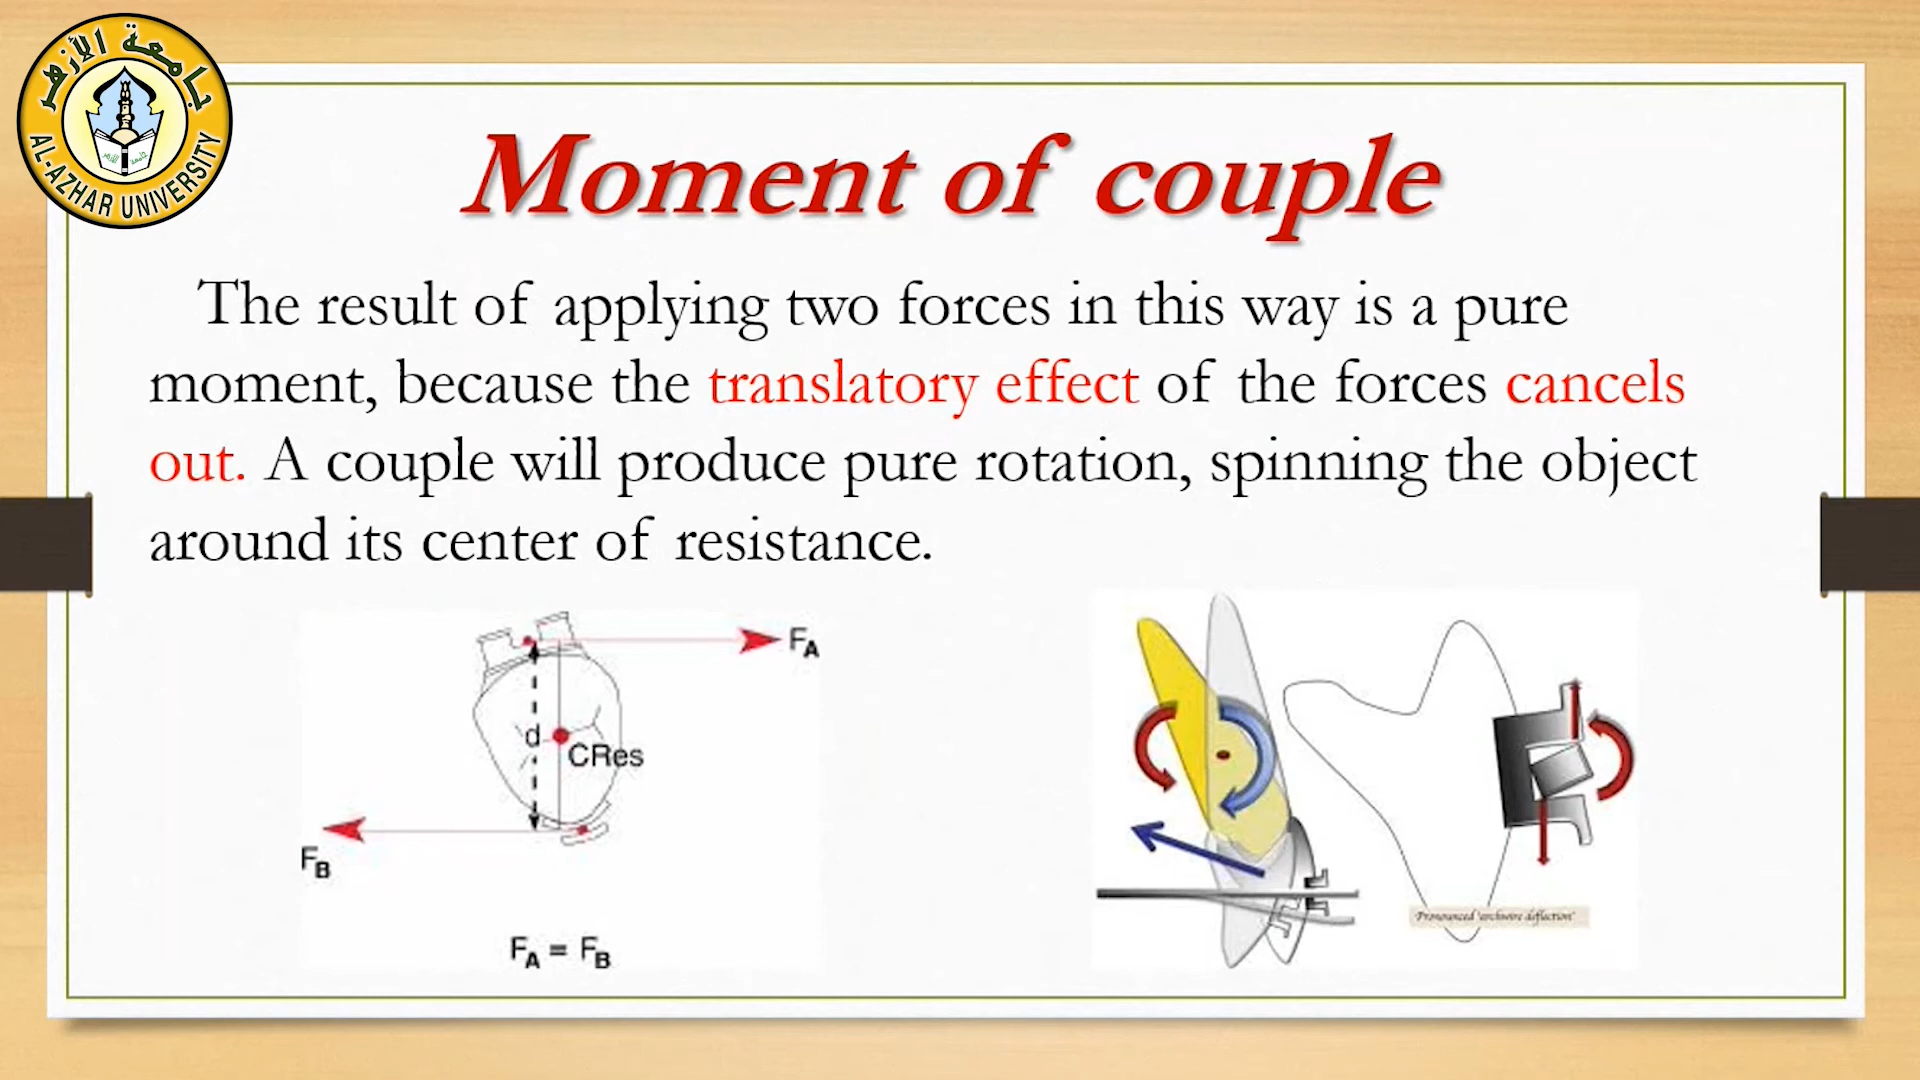 جامعة الأزهر
AL-AZHAR UNIVERSITY
Moment of couple
The result of applying two forces in this way is a pure
moment, because the translatory effect of the forces cancels
out. A couple will produce pure rotation, spinning the object
around its center of resistance.
FA
d
CRes
FB
FA = FB
Pronounced 'archwire deflection'